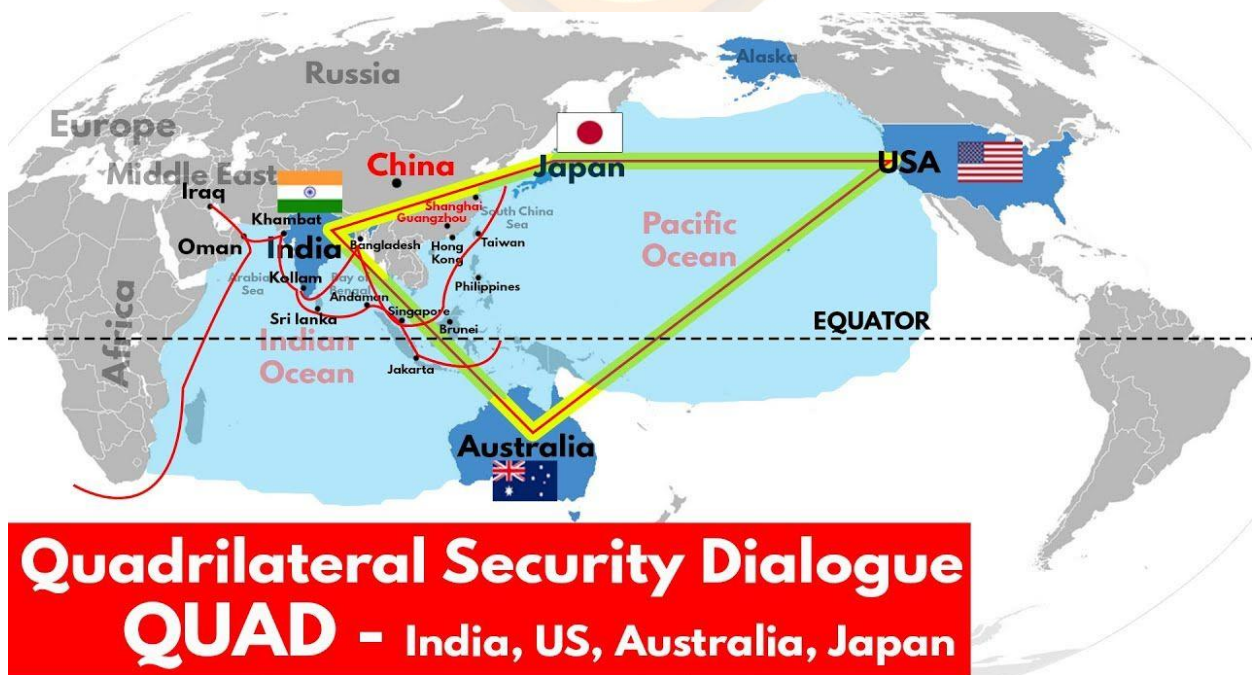 Alaska
Russia
Europe
Middle East
China
Japan
USA
Iraq
Khambat
Shanghai
Guangzhou
South China
Sea
Pacific
Ocean
Oman
India
Bangladesh
Hong
Kong
Taiwan
Arabia
Sea
Kollam
Bay of
Bengal
Andaman
Philippines
Africa
Sri lanka
Singapore
Brunei
EQUATOR
Indian
Ocean
Jakarta
Australia
Quadrilateral Security Dialogue
QUAD - India, US, Australia, Japan